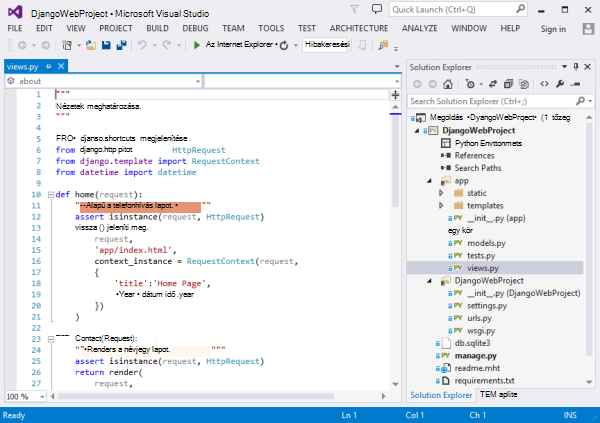 DjangoWebProject • Microsoft Visual Studio
Quick Launch (Ctrl+Q)
FILE EDIT VIEW PROJECT BUILD DEBUG TEAM TOOLS TEST ARCHITECTURE ANALYZE WINDOW HELP Sign in
Az Internet Explorer • Hibakeresési
views.py
about
1 """
2 Nézetek meghatározása.
3 """
4
5 FRO• djanso.shortcuts megjelenítése
6 from django.http pitot HttpRequest
7 from django.template import RequestContext
8 from datetime import datetime
9
10 def home(request):
11 "--Alapú a telefonhívás lapot. • ""
12 assert isinstance(request, HttpRequest)
13 vissza () jeleníti meg.
14 request,
15 'app/index.html',
16 context_instance = RequestContext(request,
17 {
18 'title':'Home Page',
19 •Year • dátum idő .year
20 })
21 )
22
23 Contact(Request):
24 ""•Renders a névjegy lapot. """
25 assert isinstance(request, HttpRequest)
26 return render(
27 request,
100 %
Solution Explorer
Search Solution Explorer (Ctrl+;)
Megoldás •DyangoWebPrcject• (1 tözeg
DjangoWebProject
Python Envttonmets
References
Search Paths
app
static
templates
__init__.py (app)
egy kör
models.py
tests.py
views.py
DjangoWebProject
__init__.py (DjangoWebProject)
settings.py
urls.py
wsgi.py
db.sqlite3
manage.py
readme.mht
requirements.txt
Solution Explorer TEM aplite
Ready Ln 1 Col 1 Ch 1 INS